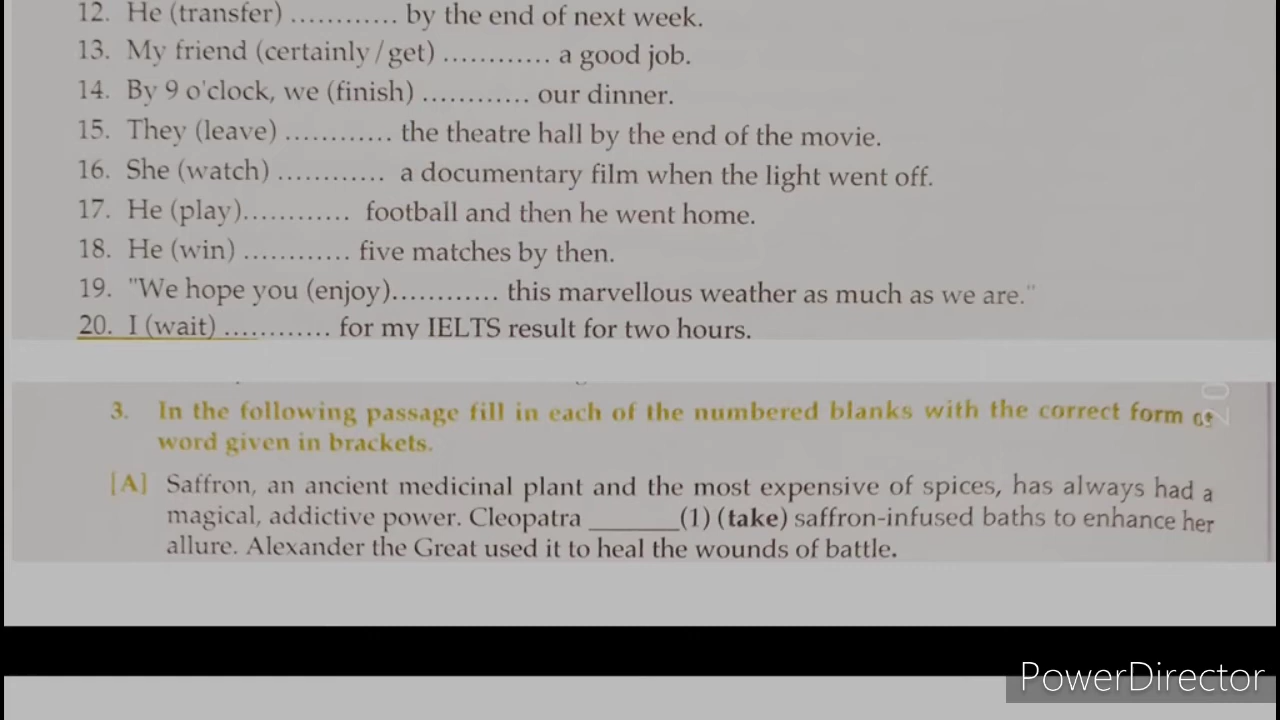 12. He (transfer) ............ by the end of next week.
13. My friend (certainly/get) ............ a good job.
14. By 9 o'clock, we (finish) ............ our dinner.
15. They (leave) ............ the theatre hall by the end of the movie.
16. She (watch) ............ a documentary film when the light went off.
17. He (play)............ football and then he went home.
18. He (win) ............ five matches by then.
19. "We hope you (enjoy)............ this marvellous weather as much as we are."
20. I (wait) ............ for my IELTS result for two hours.
3. In the following passage fill in each of the numbered blanks with the correct form
word given in brackets.
[A] Saffron, an ancient medicinal plant and the most expensive of spices, has always had a
magical, addictive power. Cleopatra _______(1) (take) saffron-infused baths to enhance her
allure. Alexander the Great used it to heal the wounds of battle.
PowerDirector